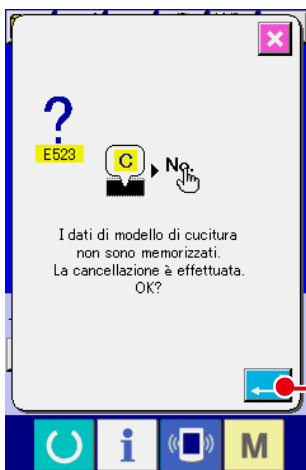 E523
C
No.
I dati di modello di cucitura
non sono memorizzati.
La cancellazione è effettuata.
OK?
i
M